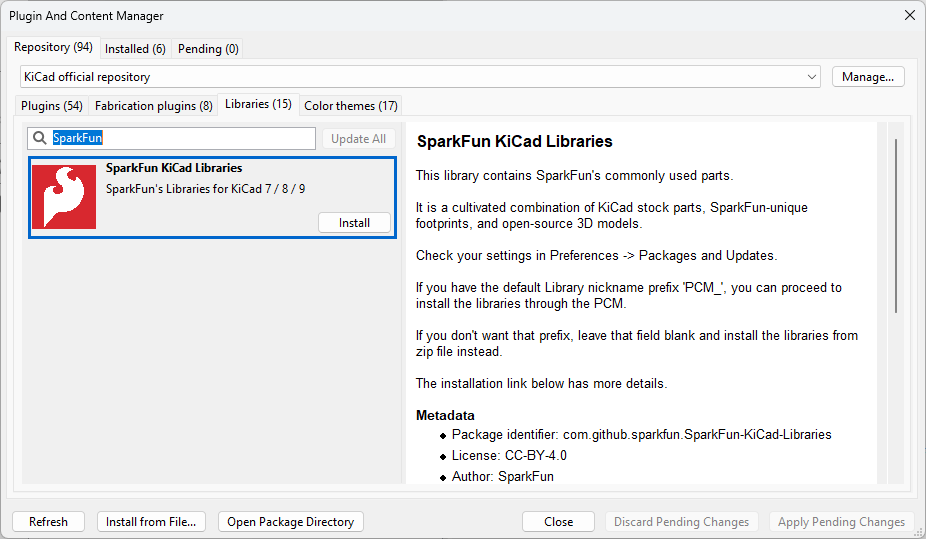 Plugin And Content Manager
Repository (94) Installed (6) Pending (0)
KiCad official repository Manage...
Plugins (54) Fabrication plugins (8) Libraries (15) Color themes (17)
SparkFun Update All
SparkFun KiCad Libraries
SparkFun's Libraries for KiCad 7 / 8 / 9
Install
SparkFun KiCad Libraries
This library contains SparkFun's commonly used parts.
It is a cultivated combination of KiCad stock parts, SparkFun-unique
footprints, and open-source 3D models.
Check your settings in Preferences -> Packages and Updates.
If you have the default Library nickname prefix 'PCM_', you can proceed to
install the libraries through the PCM.
If you don't want that prefix, leave that field blank and install the libraries from
zip file instead.
The installation link below has more details.
Metadata
Package identifier: com.github.sparkfun.SparkFun-KiCad-Libraries
License: CC-BY-4.0
Author: SparkFun
Refresh Install from File... Open Package Directory Close Discard Pending Changes Apply Pending Changes